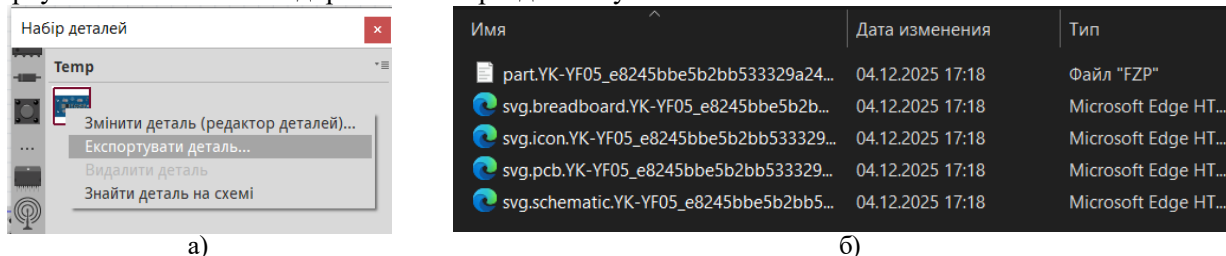 Набір деталей
Temp
Змінити деталь (редактор деталей)...
Експортувати деталь...
Видалити деталь
Знайти деталь на схемі
а)
Имя
Дата изменения
Тип
part.YK-YF05_e8245bbe5b2bb533329a24...
04.12.2025 17:18
Файл "FZP"
svg.breadboard.YK-YF05_e8245bbe5b2b...
04.12.2025 17:18
Microsoft Edge HT...
svg.icon.YK-YF05_e8245bbe5b2bb533329...
04.12.2025 17:18
Microsoft Edge HT...
svg.pcb.YK-YF05_e8245bbe5b2bb533329...
04.12.2025 17:18
Microsoft Edge HT...
svg.schematic.YK-YF05_e8245bbe5b2bb5...
04.12.2025 17:18
Microsoft Edge HT...
б)